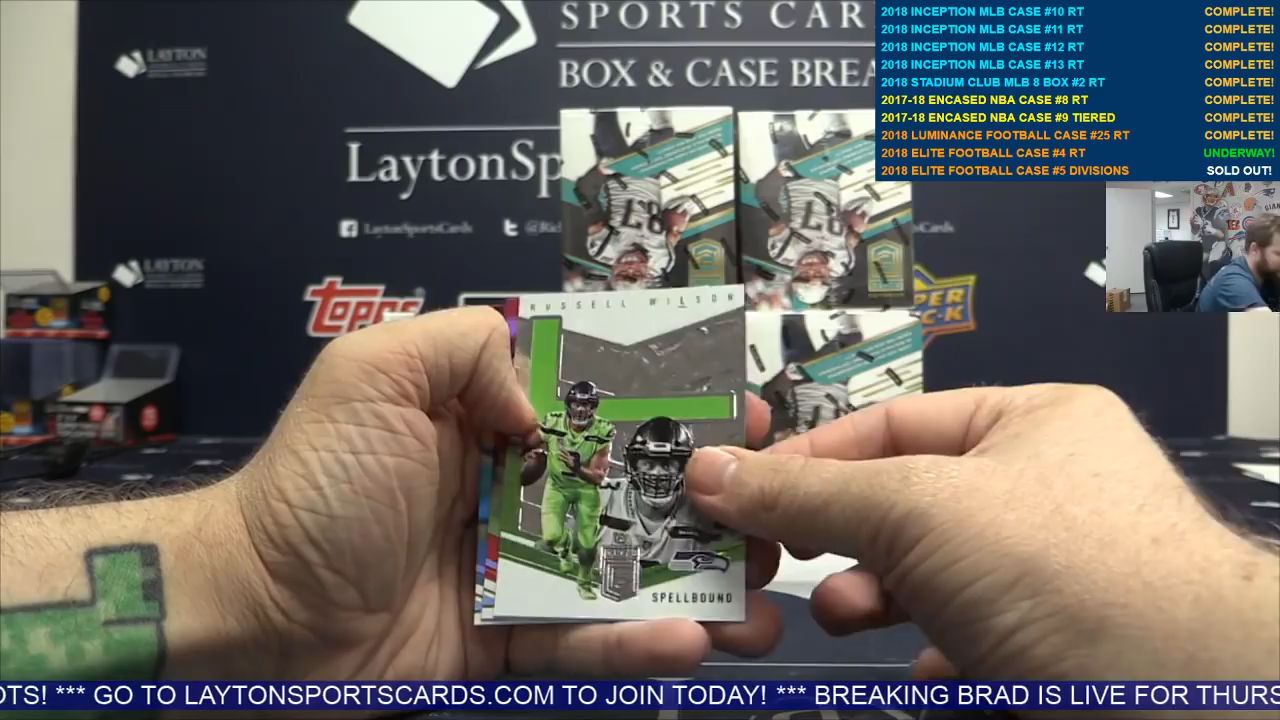 SPORTS CAR
BOX & CASE BREA
LAYTON
LaytonSp
LaytonSportsCards
@Ric
LAYTON
topps
PER
CK
RUSSELL WILSON
L
SPELLBOUND
2018 INCEPTION MLB CASE #10 RT COMPLETE!
2018 INCEPTION MLB CASE #11 RT COMPLETE!
2018 INCEPTION MLB CASE #12 RT COMPLETE!
2018 INCEPTION MLB CASE #13 RT COMPLETE!
2018 STADIUM CLUB MLB 8 BOX #2 RT COMPLETE!
2017-18 ENCASED NBA CASE #8 RT COMPLETE!
2017-18 ENCASED NBA CASE #9 TIERED COMPLETE!
2018 LUMINANCE FOOTBALL CASE #25 RT COMPLETE!
2018 ELITE FOOTBALL CASE #4 RT UNDERWAY!
2018 ELITE FOOTBALL CASE #5 DIVISIONS SOLD OUT!
OTS! *** GO TO LAYTONSPORTSCARDS.COM TO JOIN TODAY! *** BREAKING BRAD IS LIVE FOR THURS